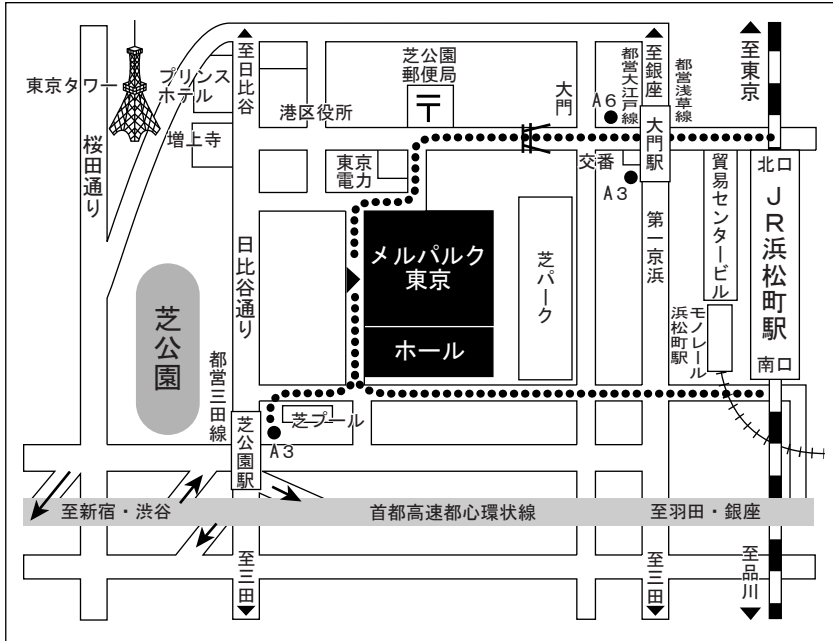 東京タワー
プリンス
ホテル
増上寺
桜田通り
至日比谷
港区役所
芝公園
郵便局
〒
大門
A6
都営大江戸線
至銀座
都営浅草線
至東京
大門駅
東京
電力
交番
A3
北口
JR浜松町駅
南口
貿易センタービル
モノレール
浜松町駅
第一京浜
芝パーク
メルパルク
東京
ホール
日比谷通り
芝公園
都営三田線
芝公園駅
芝プール
A3
至新宿・渋谷
首都高速都心環状線
至羽田・銀座
至三田
至三田
至品川